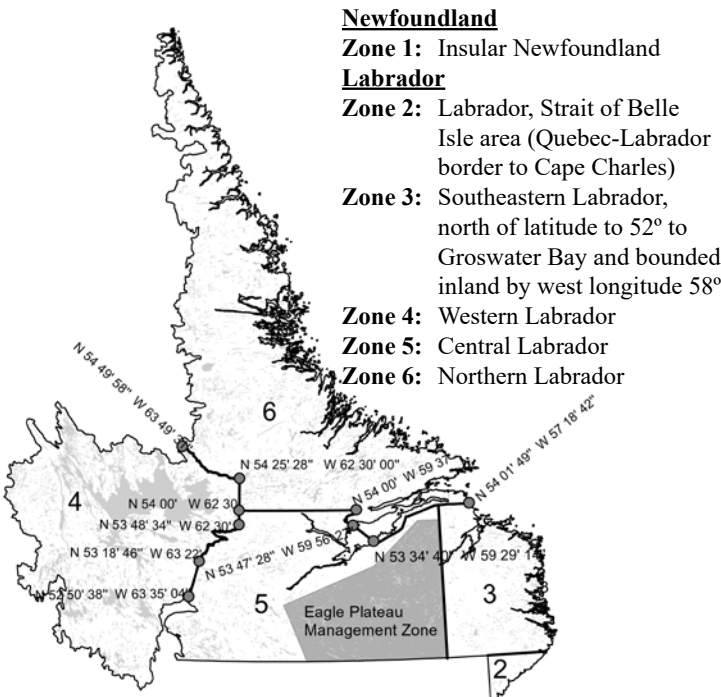 Newfoundland
Zone 1: Insular Newfoundland
Labrador
Zone 2: Labrador, Strait of Belle
Isle area (Quebec-Labrador
border to Cape Charles)
Zone 3: Southeastern Labrador,
north of latitude to 52º to
Groswater Bay and bounded
inland by west longitude 58º
Zone 4: Western Labrador
Zone 5: Central Labrador
Zone 6: Northern Labrador
N 54 49' 58" W 63 49'
6
N 54 25' 28" W 62 30' 00"
N 54 01' 49" W 57 18' 42"
N 54 00' W 59 37'
4
N 54 00' W 62 30'
N 53 48' 34" W 62 30'
N 53 18' 46" W 63 22'
N 53 47' 28" W 59 56'
N 53 34' 40" W 59 29'
N 52 50' 38" W 63 35' 04"
5
Eagle Plateau
Management Zone
3
2